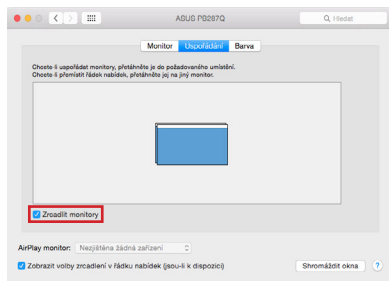 ASUS PB287Q
Hledat
Monitor Uspořádání Barva
Chcete-li uspořádat monitory, přetáhněte je do požadovaného umístění.
Chcete-li přemístit řádek nabídek, přetáhněte jej na jiný monitor.
Zrcadlit monitory
AirPlay monitor: Nezjištěna žádná zařízení
Zobrazit volby zrcadlení v řádku nabídek (jsou-li k dispozici)
Shromáždit okna ?